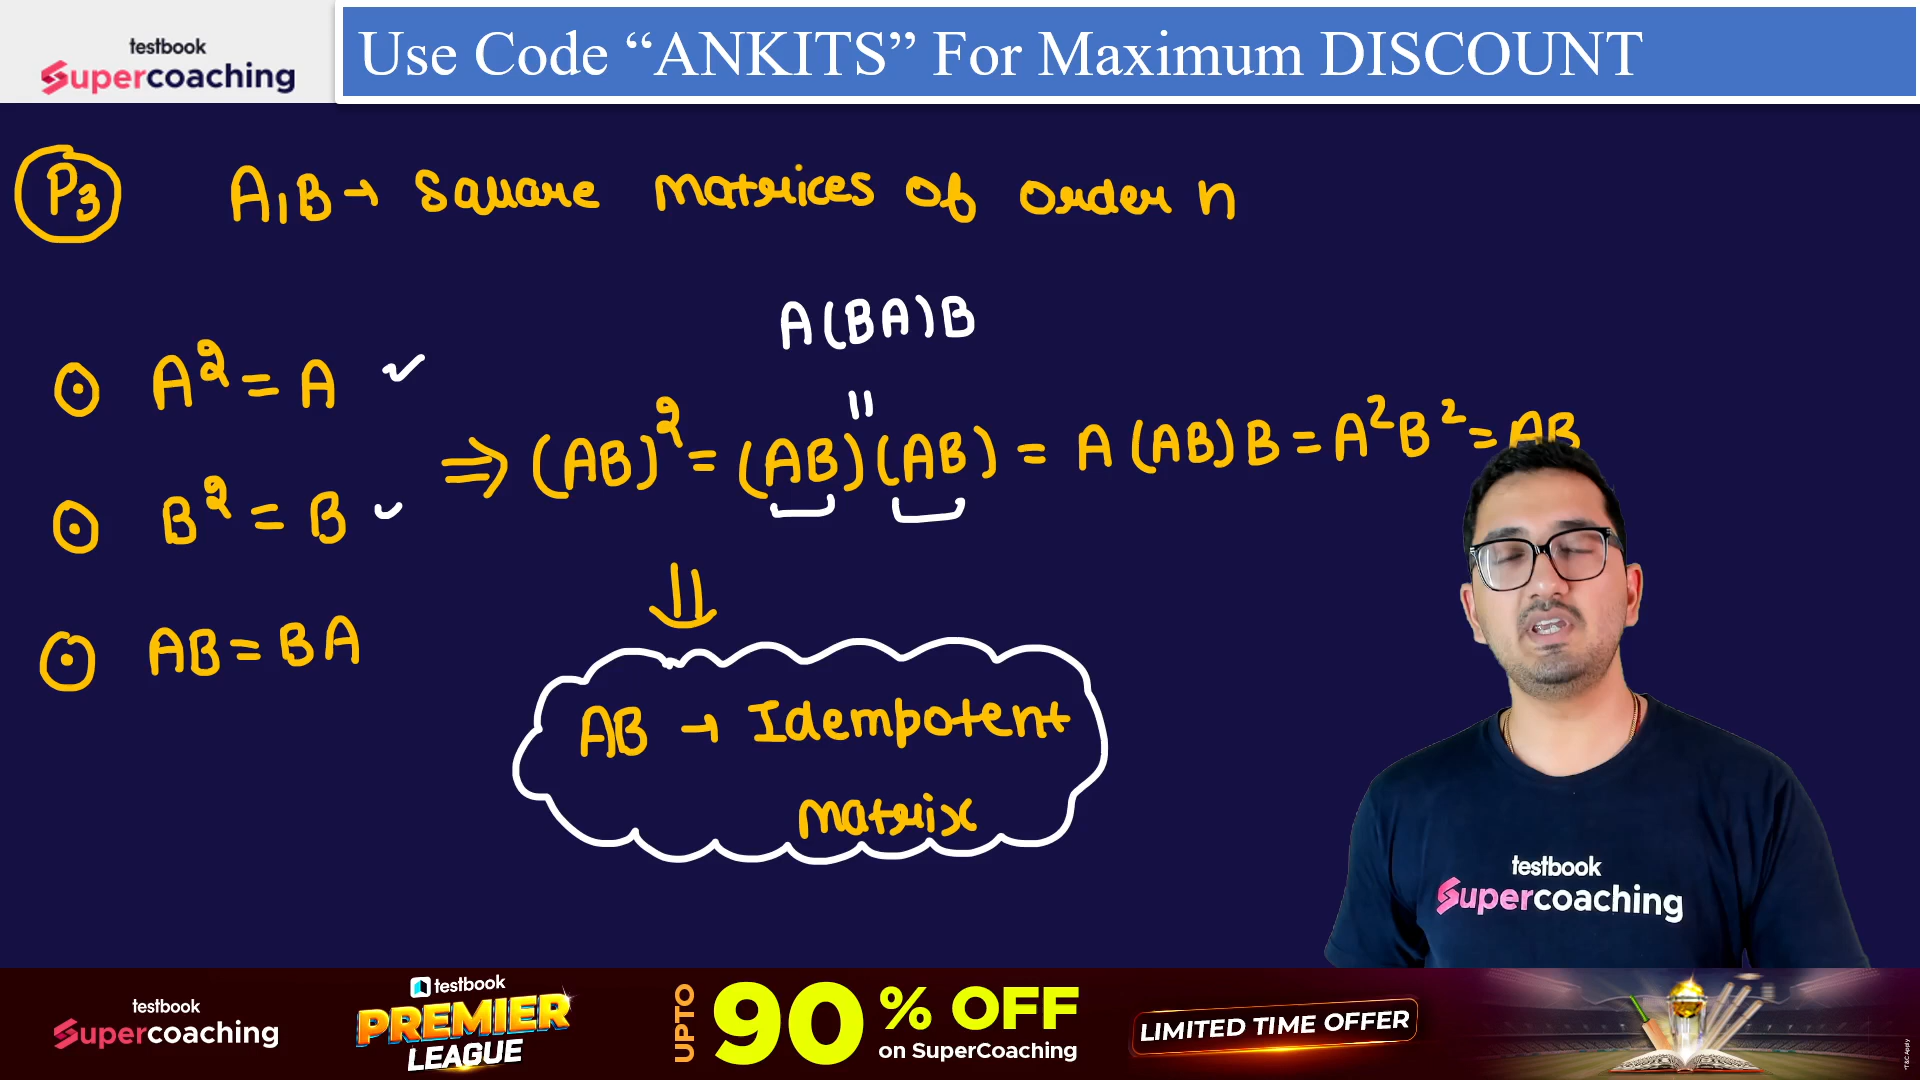 testbook
Supercoaching
Use Code “ANKITS” For Maximum DISCOUNT
P3 A,B → Square matrices of order n
A(BA)B
=
A² = A ✓
⇒ (AB)² = (AB)(AB) = A(AB)B = A²B² = AB
B² = B ✓
AB = BA
⇓
AB → Idempotent
matrix
testbook
Supercoaching
testbook
Supercoaching
testbook
PREMIER
LEAGUE
UPTO
90% OFF
on SuperCoaching
LIMITED TIME OFFER
*T&C Apply